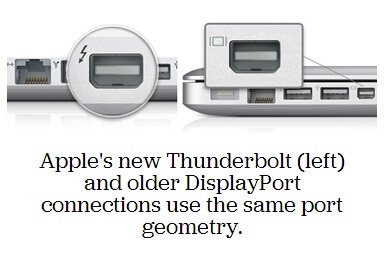 Apple's new Thunderbolt (left)
and older DisplayPort
connections use the same port
geometry.